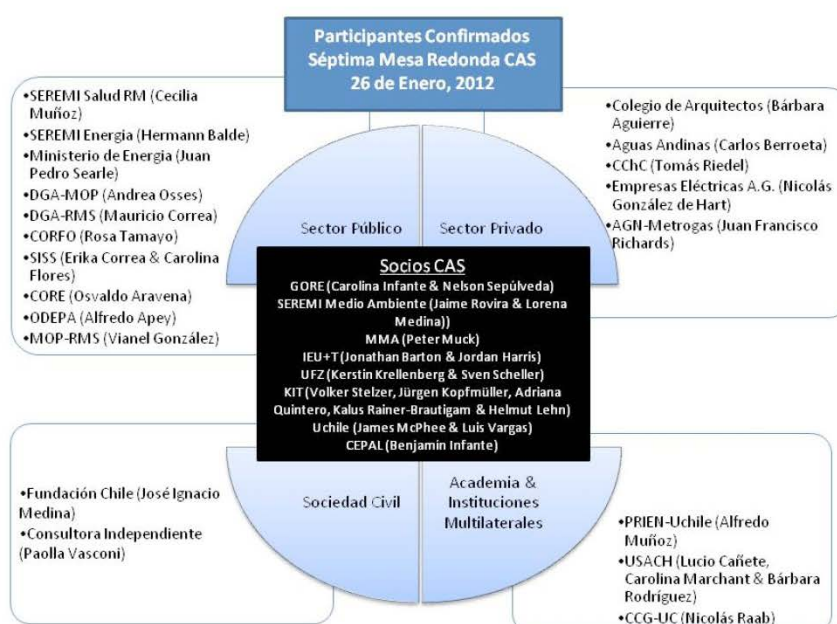 Participantes Confirmados
Séptima Mesa Redonda CAS
26 de Enero, 2012
•SEREMI Salud RM (Cecilia
Muñoz)
•SEREMI Energia (Hermann Balde)
•Ministerio de Energia (Juan
Pedro Searle)
•DGA-MOP (Andrea Osses)
•DGA-RMS (Mauricio Correa)
•CORFO (Rosa Tamayo)
•SISS (Erika Correa & Carolina
Flores)
•CORE (Osvaldo Aravena)
•ODEPA (Alfredo Apey)
•MOP-RMS (Vianel González)
•Colegio de Arquitectos (Bárbara
Aguierre)
•Aguas Andinas (Carlos Berroeta)
•CChC (Tomás Riedel)
•Empresas Eléctricas A.G. (Nicolás
González de Hart)
•AGN-Metrogas (Juan Francisco
Richards)
Sector Público
Sector Privado
Socios CAS
GORE (Carolina Infante & Nelson Sepúlveda)
SEREMI Medio Ambiente (Jaime Rovira & Lorena
Medina))
MMA (Peter Muck)
IEU+T (Jonathan Barton & Jordan Harris)
UFZ (Kerstin Krellenberg & Sven Scheller)
KIT (Volker Stelzer, Jürgen Kopfmüller, Adriana
Quintero, Kalus Rainer-Brautigam & Helmut Lehn)
Uchile (James McPhee & Luis Vargas)
CEPAL (Benjamin Infante)
Sociedad Civil
Academia &
Instituciones
Multilaterales
•Fundación Chile (José Ignacio
Medina)
•Consultora Independiente
(Paolla Vasconi)
•PRIEN-Uchile (Alfredo
Muñoz)
•USACH (Lucio Cañete,
Carolina Marchant & Bárbara
Rodríguez)
•CCG-UC (Nicolás Raab)